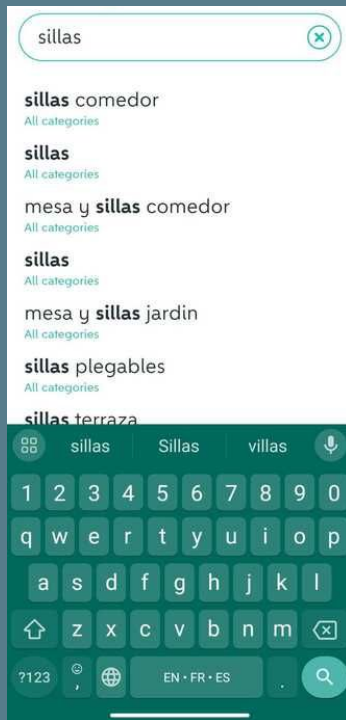 sillas
sillas comedor
All categories
sillas
All categories
mesa y sillas comedor
All categories
sillas
All categories
mesa y sillas jardin
All categories
sillas plegables
All categories
sillas terraza
sillas Sillas villas
1 2 3 4 5 6 7 8 9 0
q w e r t y u i o p
a s d f g h j k l
z x c v b n m
?123 , EN • FR • ES .